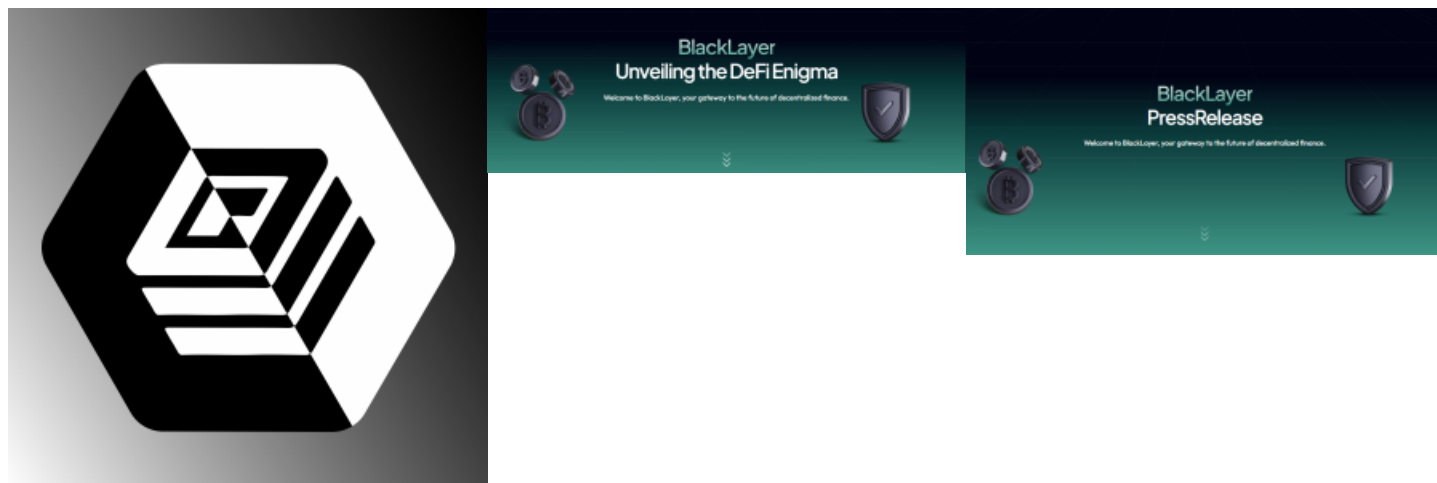 BlackLayer
Unveiling the DeFi Enigma
Welcome to BlackLayer, your gateway to the future of decentralized finance.
BlackLayer
PressRelease
Welcome to BlackLayer, your gateway to the future of decentralized finance.